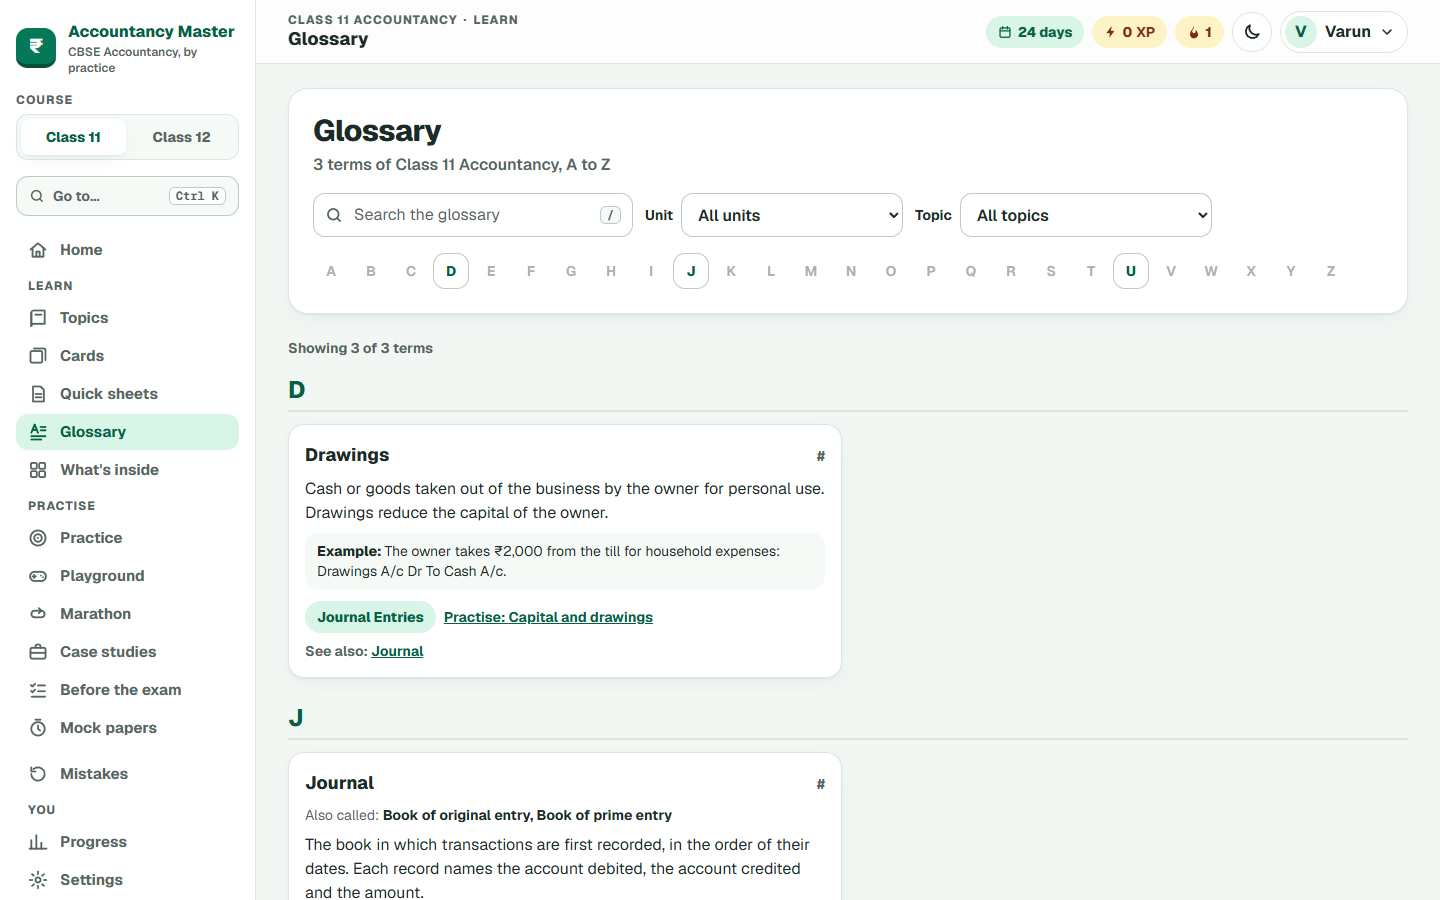 Accountancy Master
CBSE Accountancy, by
practice
COURSE
Class 11
Class 12
Go to...
Ctrl K
Home
LEARN
Topics
Cards
Quick sheets
Glossary
What's inside
PRACTISE
Practice
Playground
Marathon
Case studies
Before the exam
Mock papers
Mistakes
YOU
Progress
Settings
CLASS 11 ACCOUNTANCY · LEARN
Glossary
24 days
0 XP
1
V
Varun
Glossary
3 terms of Class 11 Accountancy, A to Z
Search the glossary
/
Unit
All units
Topic
All topics
A B C D E F G H I J K L M N O P Q R S T U V W X Y Z
Showing 3 of 3 terms
D
Drawings
#
Cash or goods taken out of the business by the owner for personal use.
Drawings reduce the capital of the owner.
Example: The owner takes ₹2,000 from the till for household expenses:
Drawings A/c Dr To Cash A/c.
Journal Entries
Practise: Capital and drawings
See also: Journal
J
Journal
#
Also called: Book of original entry, Book of prime entry
The book in which transactions are first recorded, in the order of their
dates. Each record names the account debited, the account credited
and the amount.